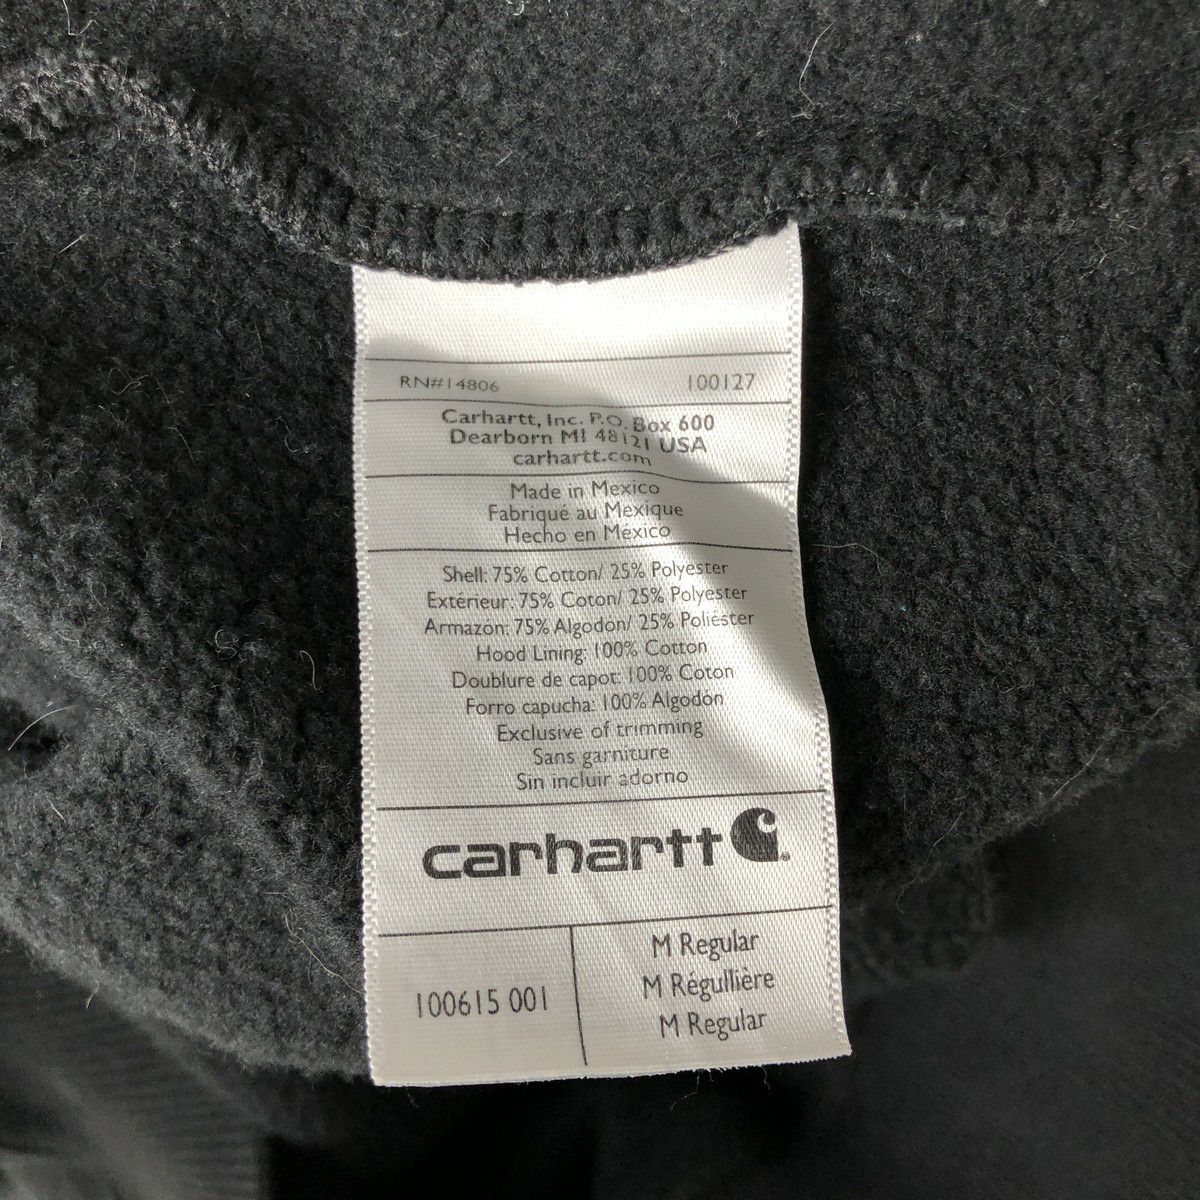 RN#14806 100127
Carhartt, Inc. P.O. Box 600
Dearborn MI 48121 USA
carhartt.com
Made in Mexico
Fabriqué au Mexique
Hecho en México
Shell: 75% Cotton/ 25% Polyester
Extérieur: 75% Coton/ 25% Polyester
Armazón: 75% Algodon/ 25% Poliéster
Hood Lining: 100% Cotton
Doublure de capot: 100% Coton
Forro capucha: 100% Algodón
Exclusive of trimming
Sans garniture
Sin incluir adorno
carhartt
100615 001
M Regular
M Régullière
M Regular